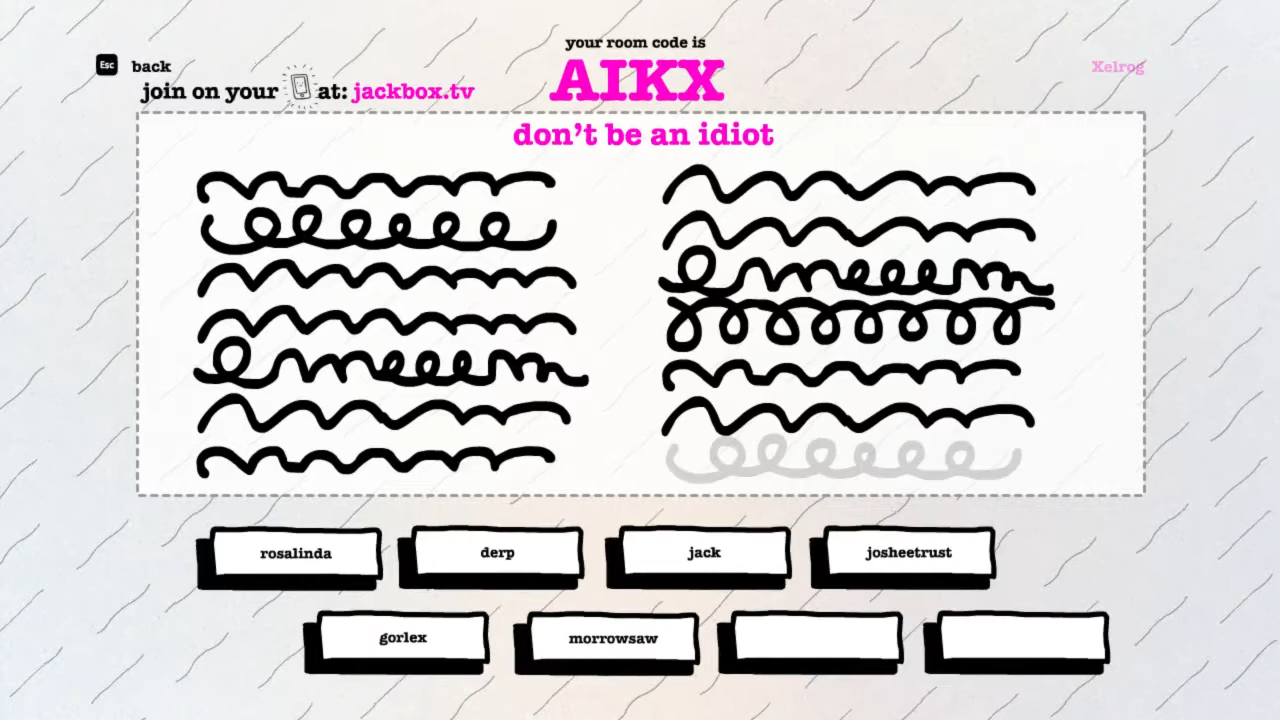 your room code is
Esc back
AIKX
Xelrog
join on your at: jackbox.tv
don't be an idiot
rosalinda
derp
jack
josheetrust
gorlex
morrowsaw